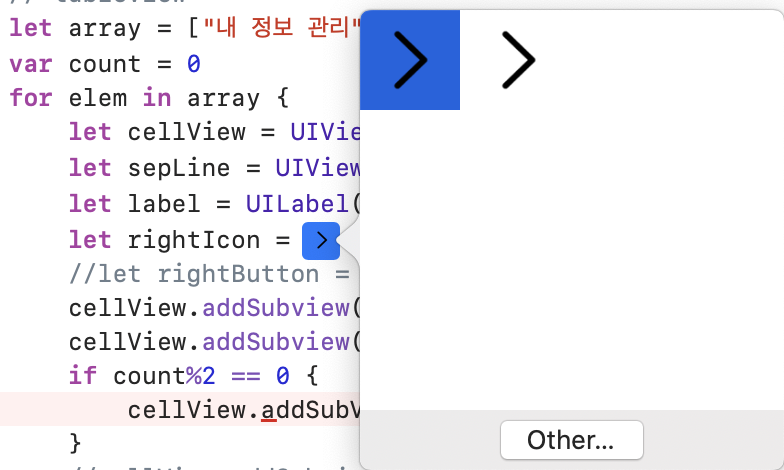 let array = ["내 정보 관리"
var count = 0
for elem in array {
let cellView = UIVie
let sepLine = UIView
let label = UILabel(
let rightIcon =
//let rightButton =
cellView.addSubview(
cellView.addSubview(
if count%2 == 0 {
cellView.addSubV
}
Other...